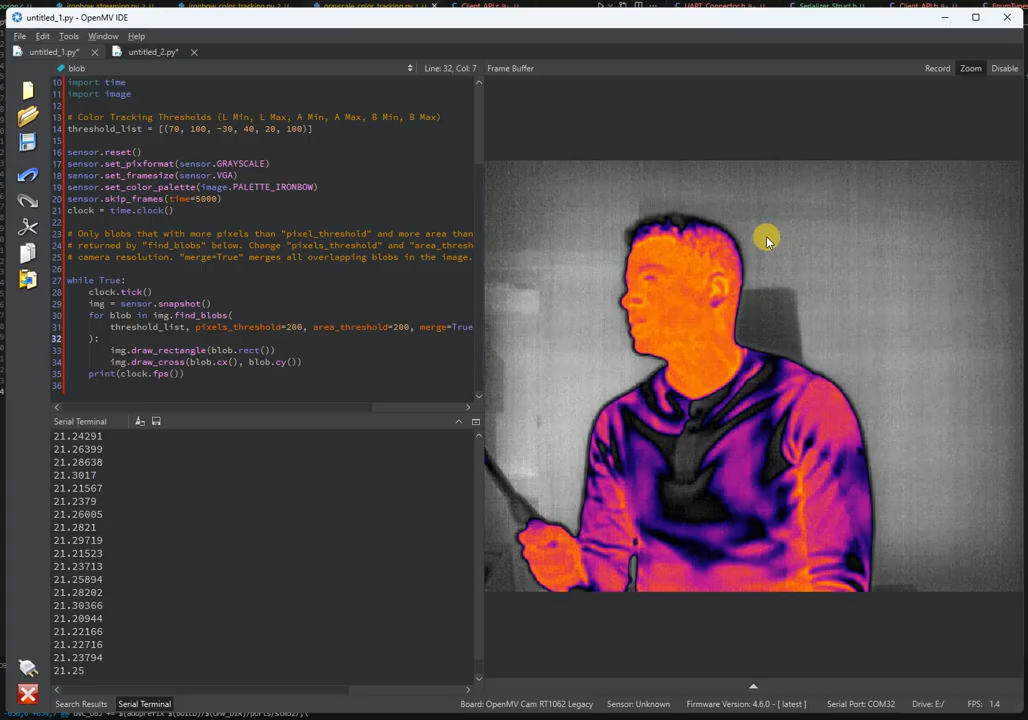 untitled_1.py - OpenMV IDE
File Edit Tools Window Help
untitled_1.py* untitled_2.py*
blob Line: 32, Col: 7 Frame Buffer Record Zoom Disable
10 import time
11 import image
12
13 # Color Tracking Thresholds (L Min, L Max, A Min, A Max, B Min, B Max)
14 threshold_list = [(70, 100, -30, 40, 20, 100)]
15
16 sensor.reset()
17 sensor.set_pixformat(sensor.GRAYSCALE)
18 sensor.set_framesize(sensor.VGA)
19 sensor.set_color_palette(image.PALETTE_IRONBOW)
20 sensor.skip_frames(time=5000)
21 clock = time.clock()
22
23 # Only blobs that with more pixels than "pixel_threshold" and more area than
24 # returned by "find_blobs" below. Change "pixels_threshold" and "area_thresh
25 # camera resolution. "merge=True" merges all overlapping blobs in the image.
26
27 while True:
28 clock.tick()
29 img = sensor.snapshot()
30 for blob in img.find_blobs(
31 threshold_list, pixels_threshold=200, area_threshold=200, merge=True
32 ):
33 img.draw_rectangle(blob.rect())
34 img.draw_cross(blob.cx(), blob.cy())
35 print(clock.fps())
36
Serial Terminal
21.24291
21.26399
21.28638
21.3017
21.21567
21.2379
21.26005
21.2821
21.29719
21.21523
21.23713
21.25894
21.28202
21.30366
21.20944
21.22166
21.22716
21.23794
21.25
Search Results Serial Terminal Board: OpenMV Cam RT1062 Legacy Sensor: Unknown Firmware Version: 4.6.0 - [ latest ] Serial Port: COM32 Drive: E:/ FPS: 1.4